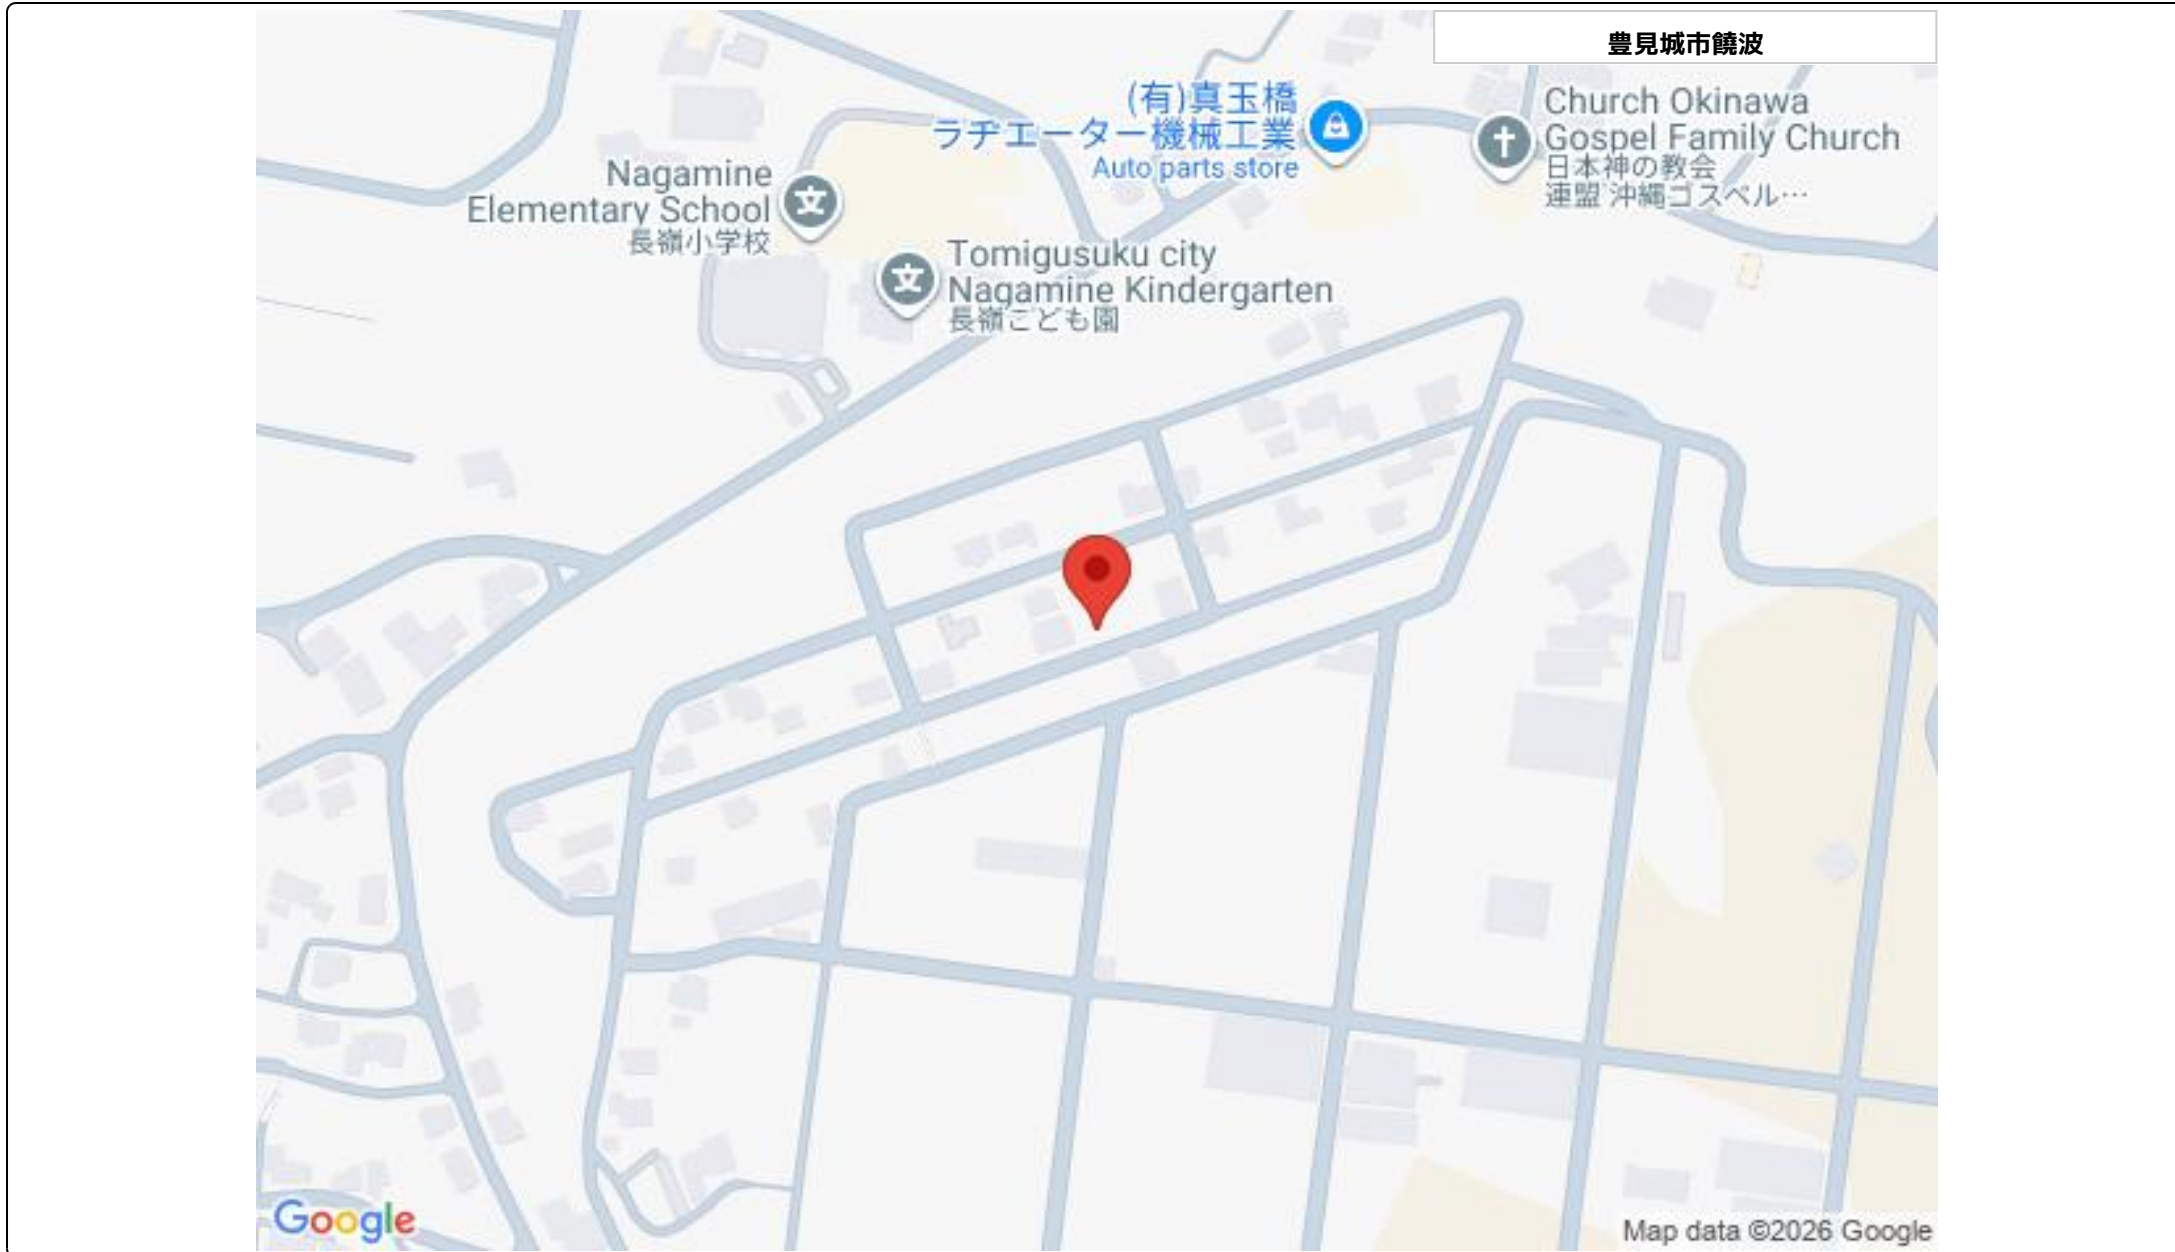 豊見城市饒波
(有)真玉橋
ラヂエーター機械工業
Auto parts store
Church Okinawa
Gospel Family Church
日本神の教会
連盟 沖縄ゴスペル…
Nagamine
Elementary School
長嶺小学校
Tomigusuku city
Nagamine Kindergarten
長嶺こども園
Google
Map data ©2026 Google